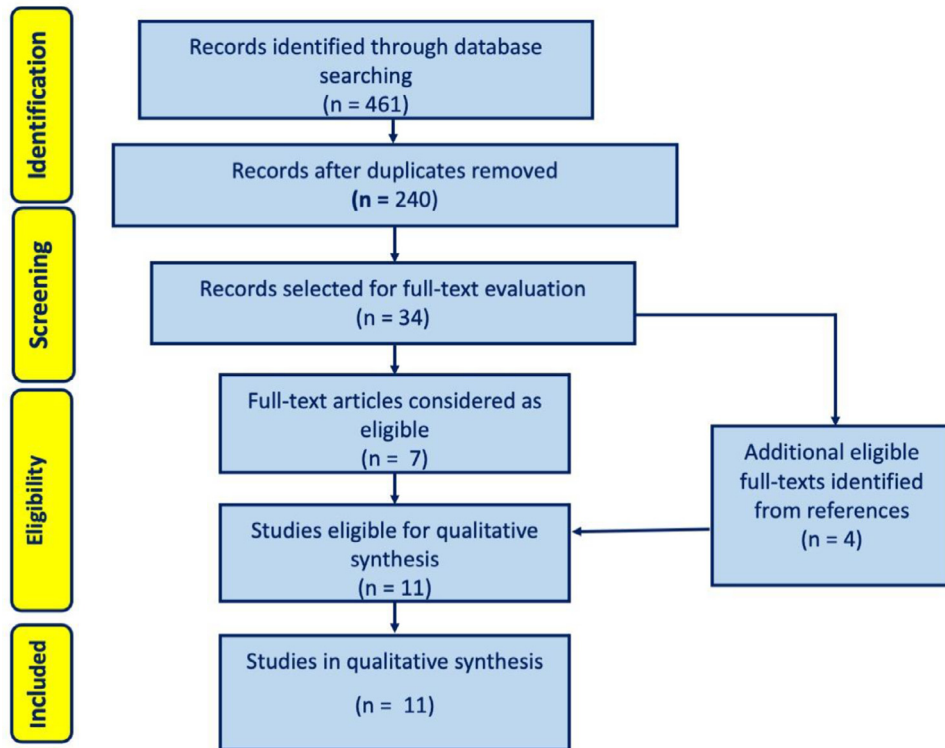 Identification
Records identified through database
searching
(n = 461)
Records after duplicates removed
(n = 240)
Screening
Records selected for full-text evaluation
(n = 34)
Eligibility
Full-text articles considered as
eligible
(n =  7)
Additional eligible
full-texts identified
from references
(n = 4)
Studies eligible for qualitative
synthesis
(n = 11)
Included
Studies in qualitative synthesis
(n =  11)